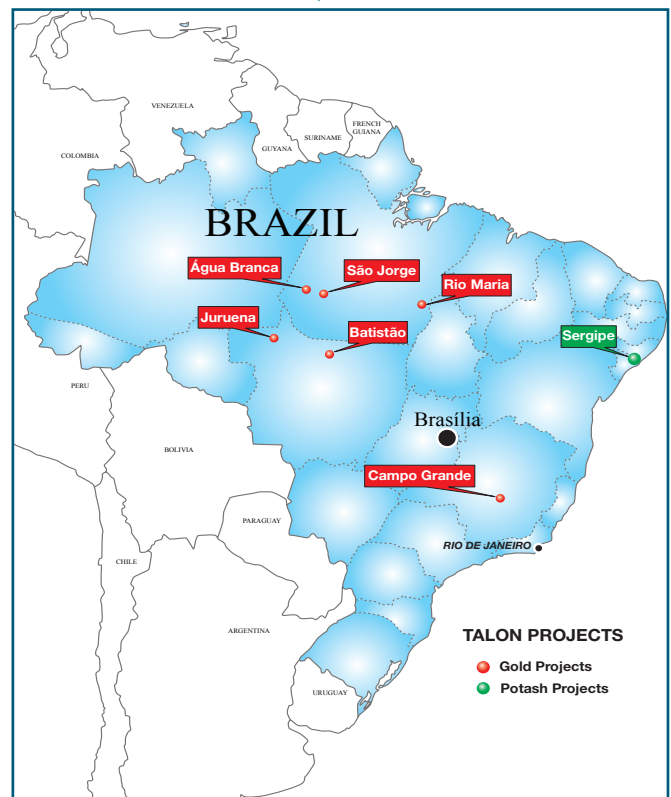 VENEZUELA
COLOMBIA
GUYANA
SURINAME
FRENCH
GUIANA
BRAZIL
Água Branca
São Jorge
Rio Maria
Juruena
Batistão
Sergipe
PERU
Brasília
BOLIVIA
Campo Grande
PARAGUAY
RIO DE JANEIRO
CHILE
ARGENTINA
URUGUAY
TALON PROJECTS
Gold Projects
Potash Projects